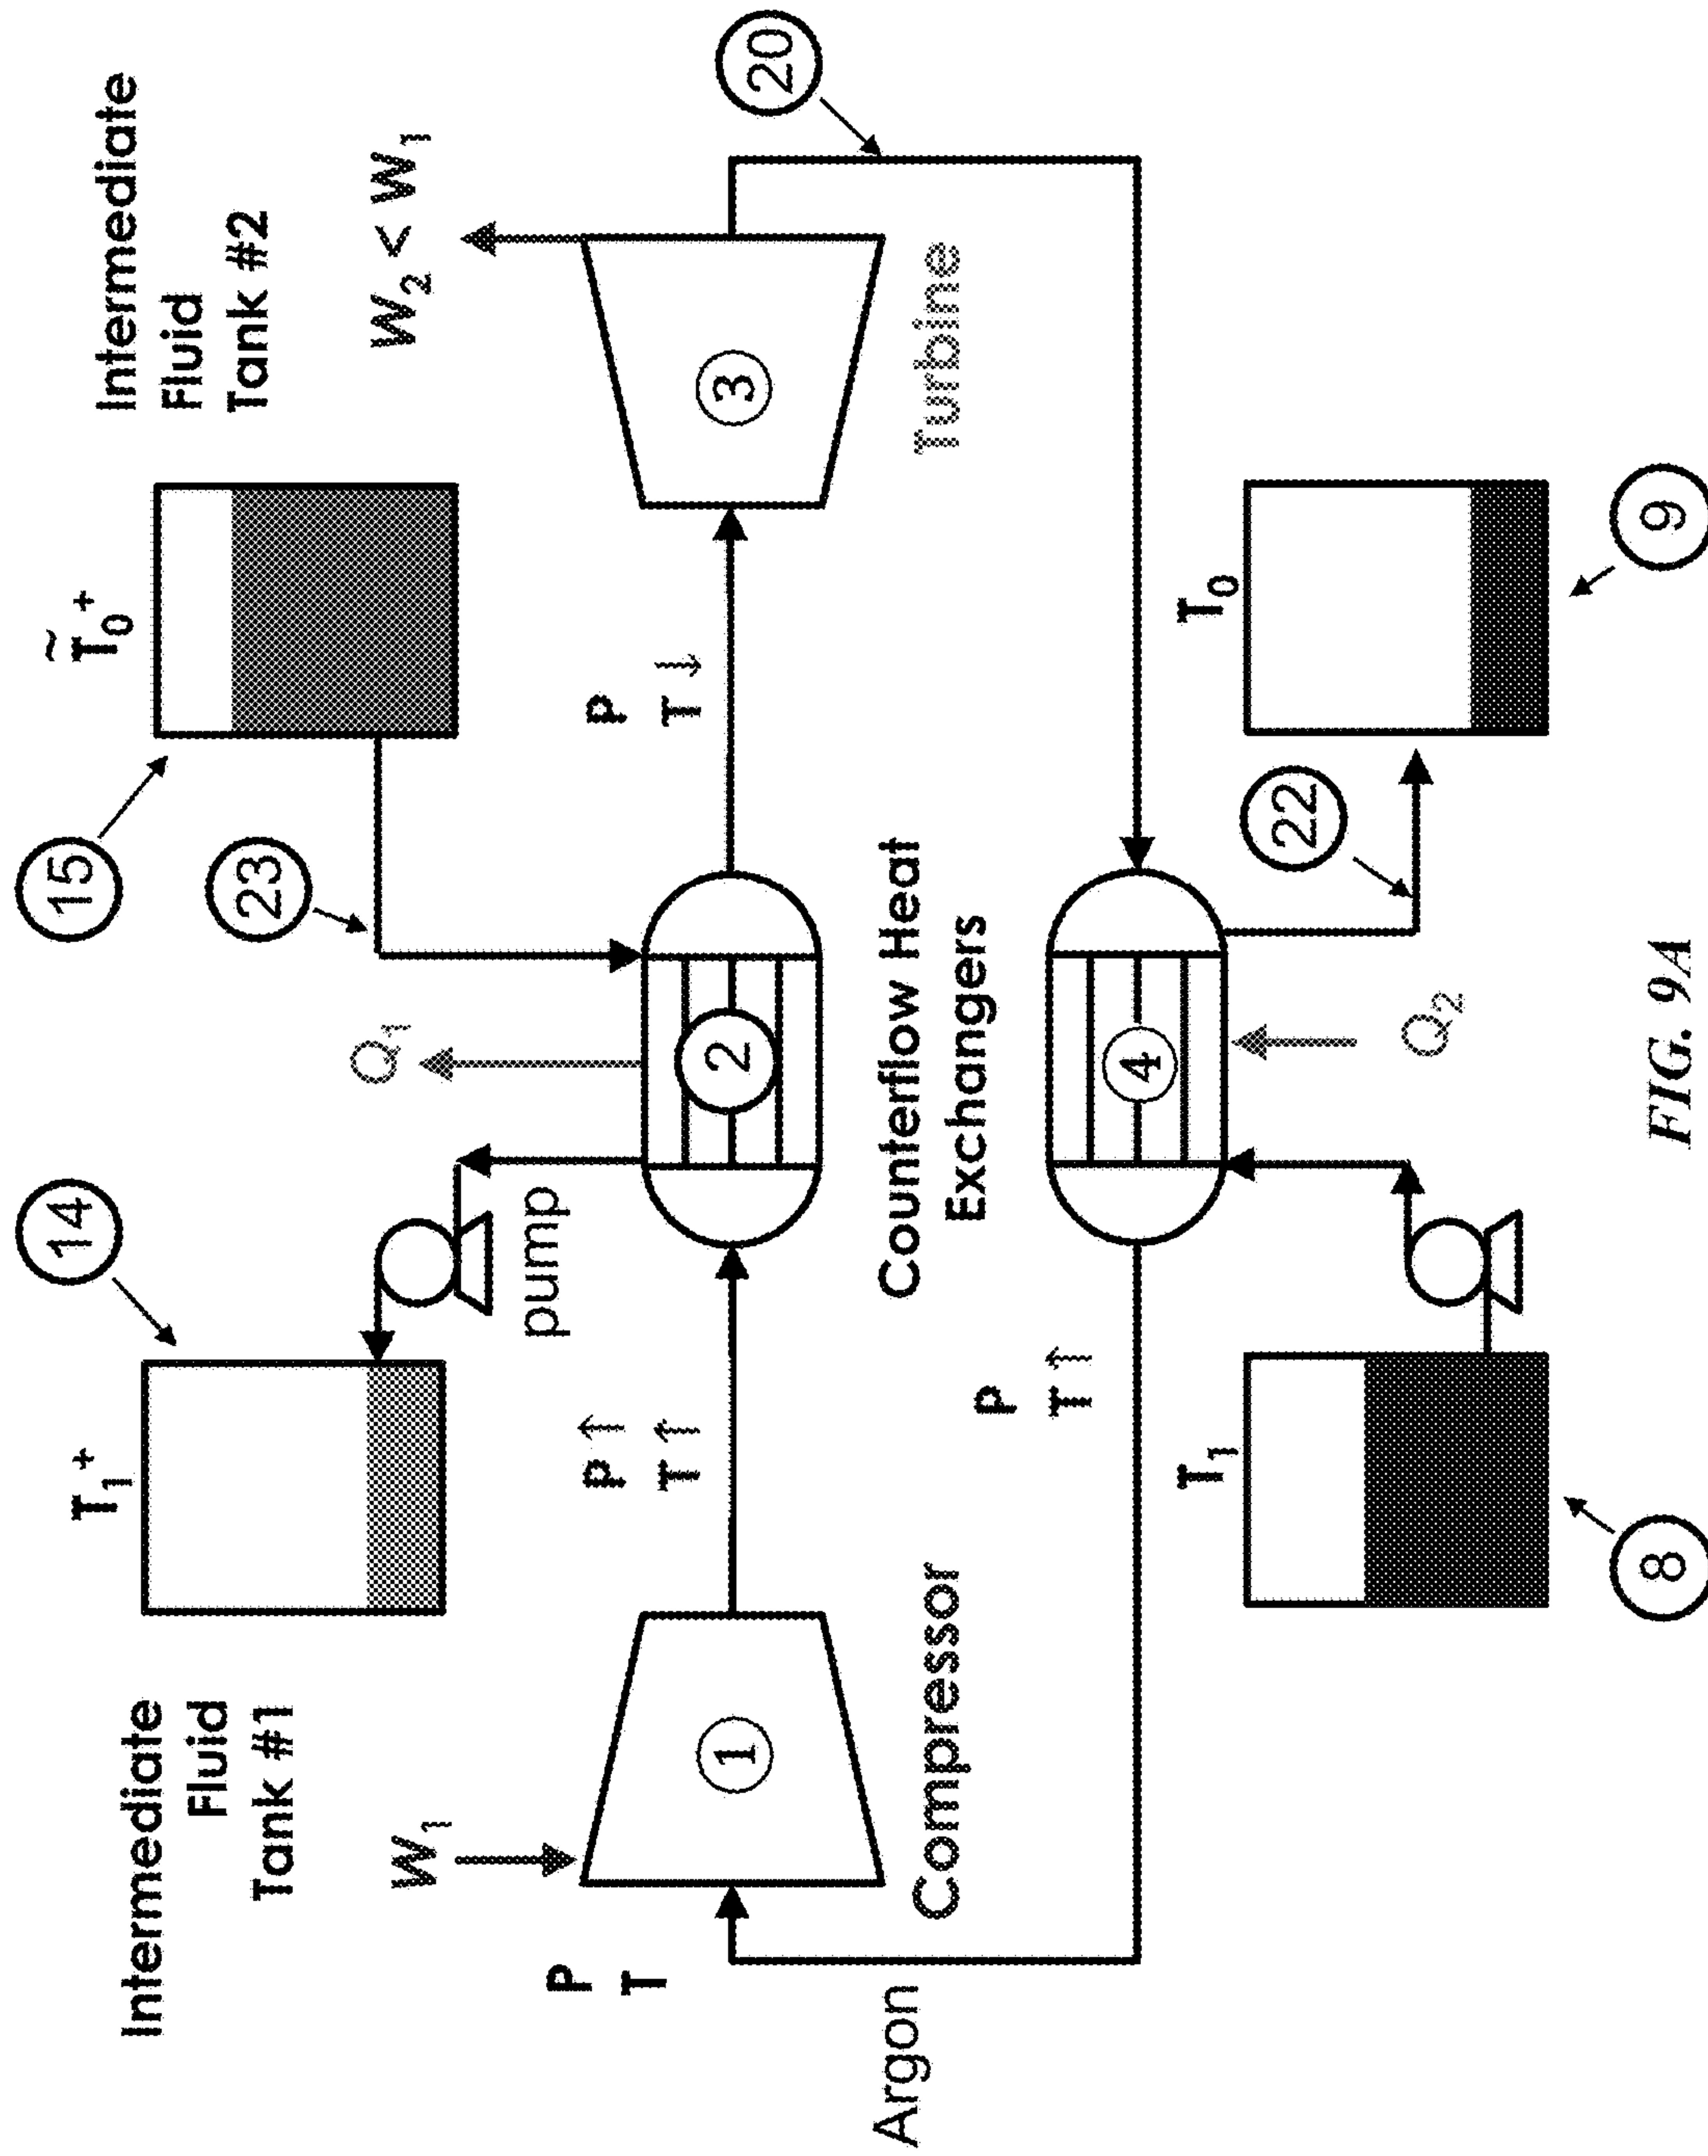 Intermediate
Fluid
Tank #1
T₁⁺
14
pump
Q₁
23
15
T̃₀⁺
Intermediate
Fluid
Tank #2
W₁
P
T
1
Compressor
P↑
T↑
2
Counterflow Heat
Exchangers
P
T↓
3
Turbine
W₂ < W₁
20
Argon
P
T↑
4
Q₂
T₁
8
22
T₀
9
FIG. 9A